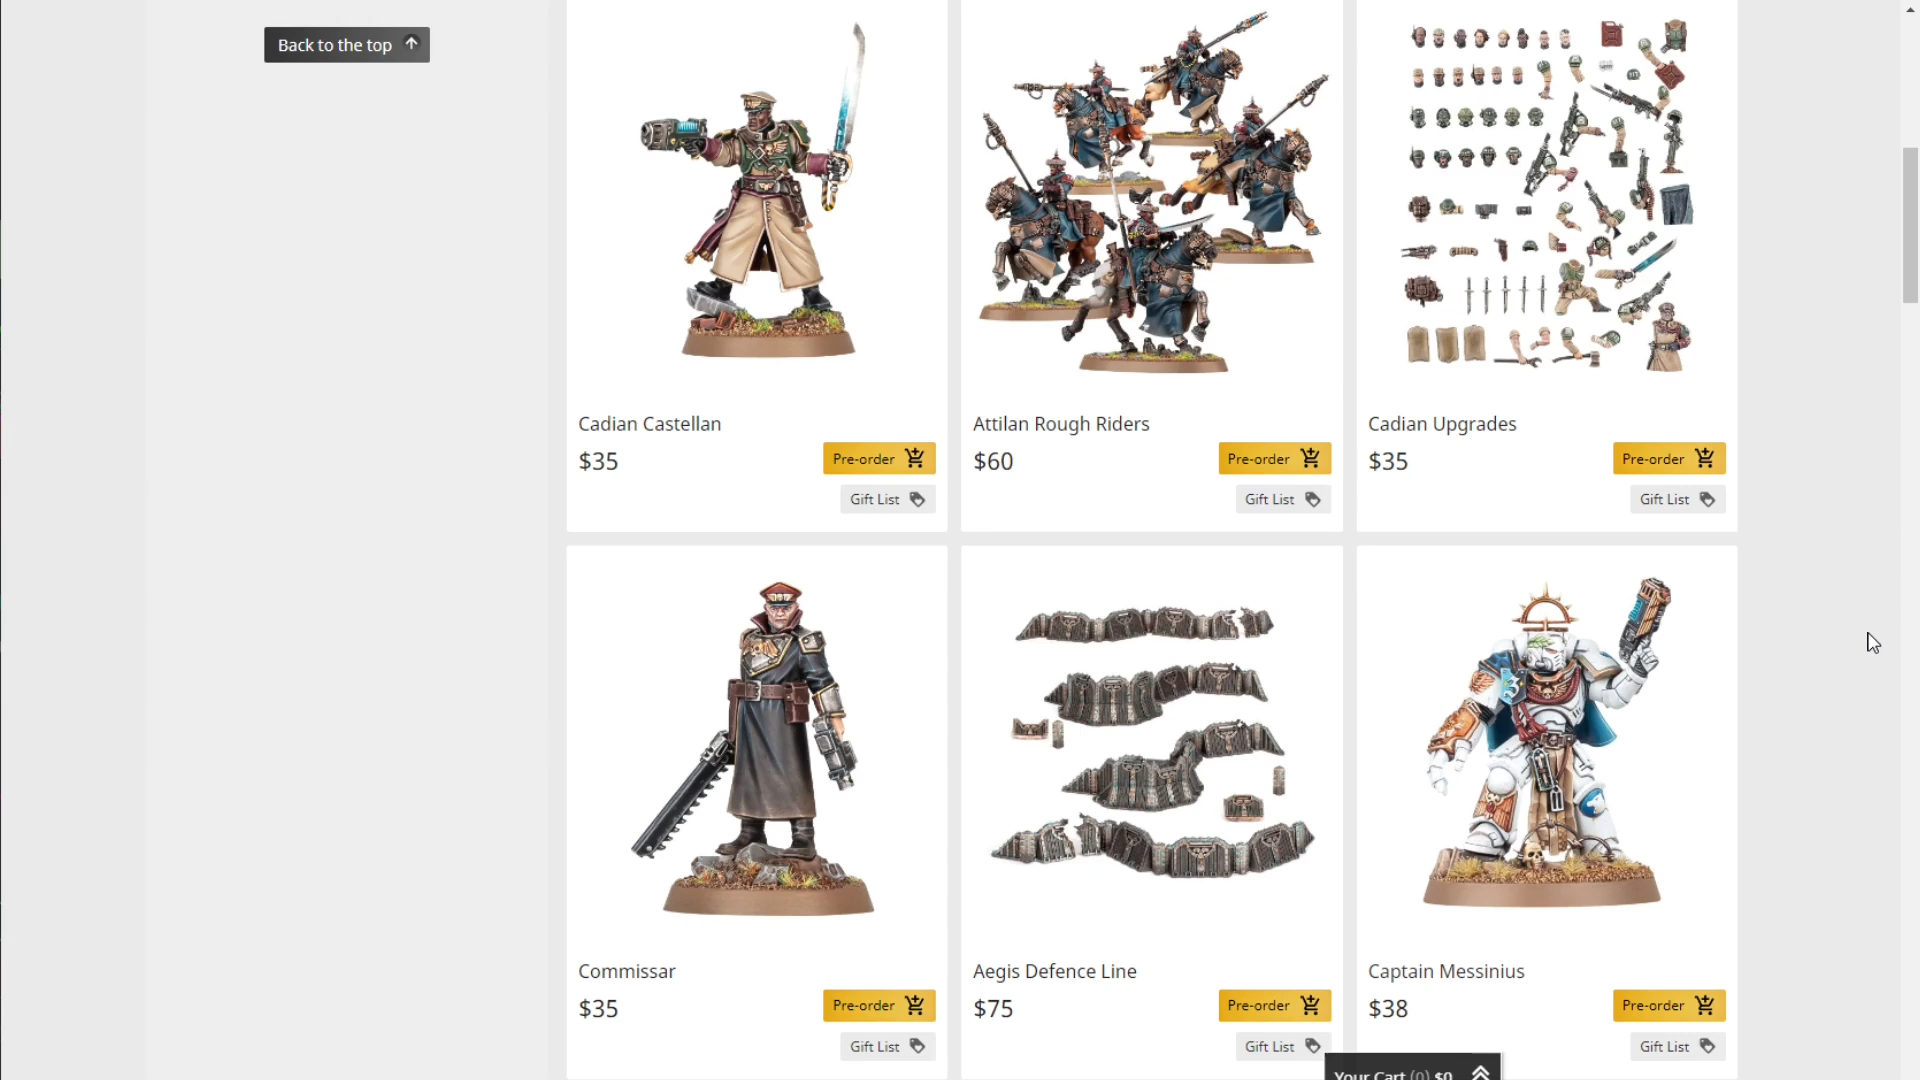 Back to the top
Cadian Castellan
$35
Pre-order
Gift List
Attilan Rough Riders
$60
Pre-order
Gift List
Cadian Upgrades
$35
Pre-order
Gift List
Commissar
$35
Pre-order
Gift List
Aegis Defence Line
$75
Pre-order
Gift List
Captain Messinius
$38
Pre-order
Gift List
Your Cart (0) $0